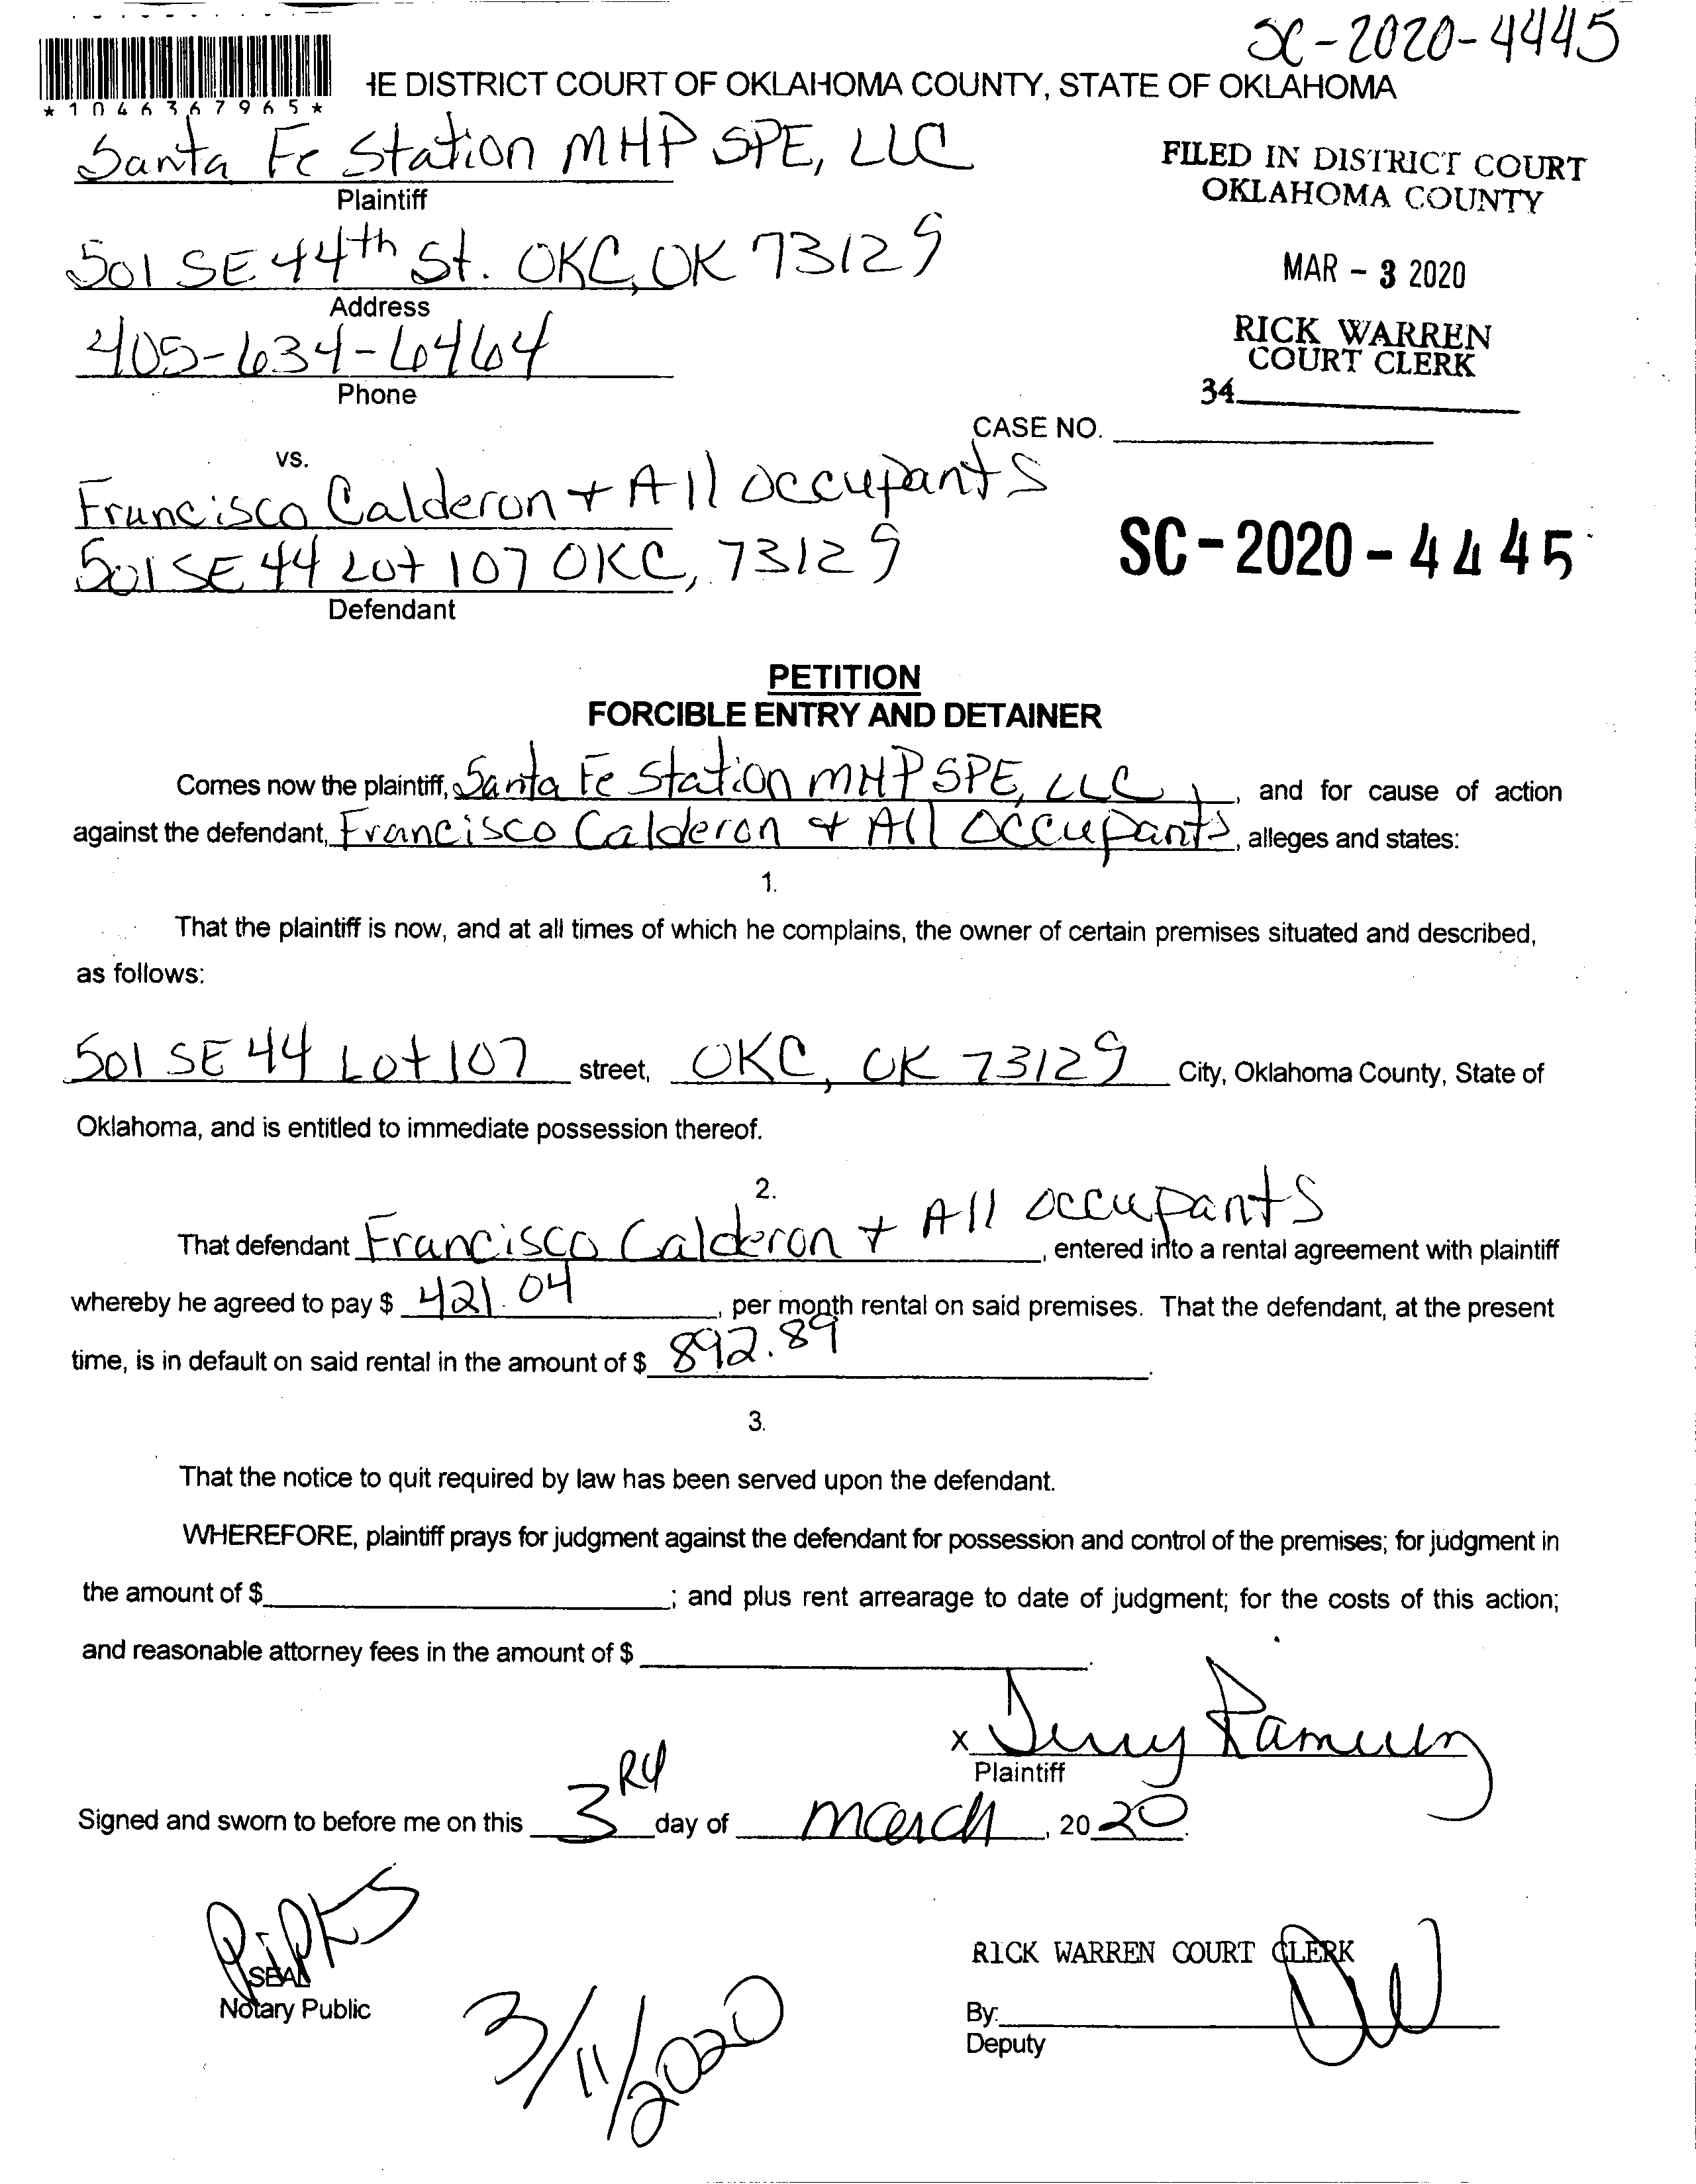 SC-2020-4445
*1046367965*
HE DISTRICT COURT OF OKLAHOMA COUNTY, STATE OF OKLAHOMA
Santa Fe Station MHP SPE, LLC
Plaintiff
FILED IN DISTRICT COURT
OKLAHOMA COUNTY
501 SE 44th St. OKC, OK 73129
Address
MAR - 3 2020
405-634-6464
Phone
RICK WARREN
COURT CLERK
34
CASE NO.
vs.
Francisco Calderon + All Occupants
501 SE 44 Lot 107 OKC, 73129
Defendant
SC-2020-4445
PETITION
FORCIBLE ENTRY AND DETAINER
Comes now the plaintiff, Santa Fe Station MHP SPE, LLC, and for cause of action
against the defendant, Francisco Calderon + All Occupants, alleges and states:
1.
That the plaintiff is now, and at all times of which he complains, the owner of certain premises situated and described,
as follows:
501 SE 44 Lot 107 street, OKC, OK 73129 City, Oklahoma County, State of
Oklahoma, and is entitled to immediate possession thereof.
2.
That defendant Francisco Calderon + All Occupants, entered into a rental agreement with plaintiff
whereby he agreed to pay $ 421.04, per month rental on said premises. That the defendant, at the present
time, is in default on said rental in the amount of $ 892.89.
3.
That the notice to quit required by law has been served upon the defendant.
WHEREFORE, plaintiff prays for judgment against the defendant for possession and control of the premises; for judgment in
the amount of $ ; and plus rent arrearage to date of judgment; for the costs of this action;
and reasonable attorney fees in the amount of $ .
x
Plaintiff
Signed and sworn to before me on this 3rd day of march, 2020.
SEAL
Notary Public
3/11/2020
RICK WARREN COURT CLERK
By:
Deputy